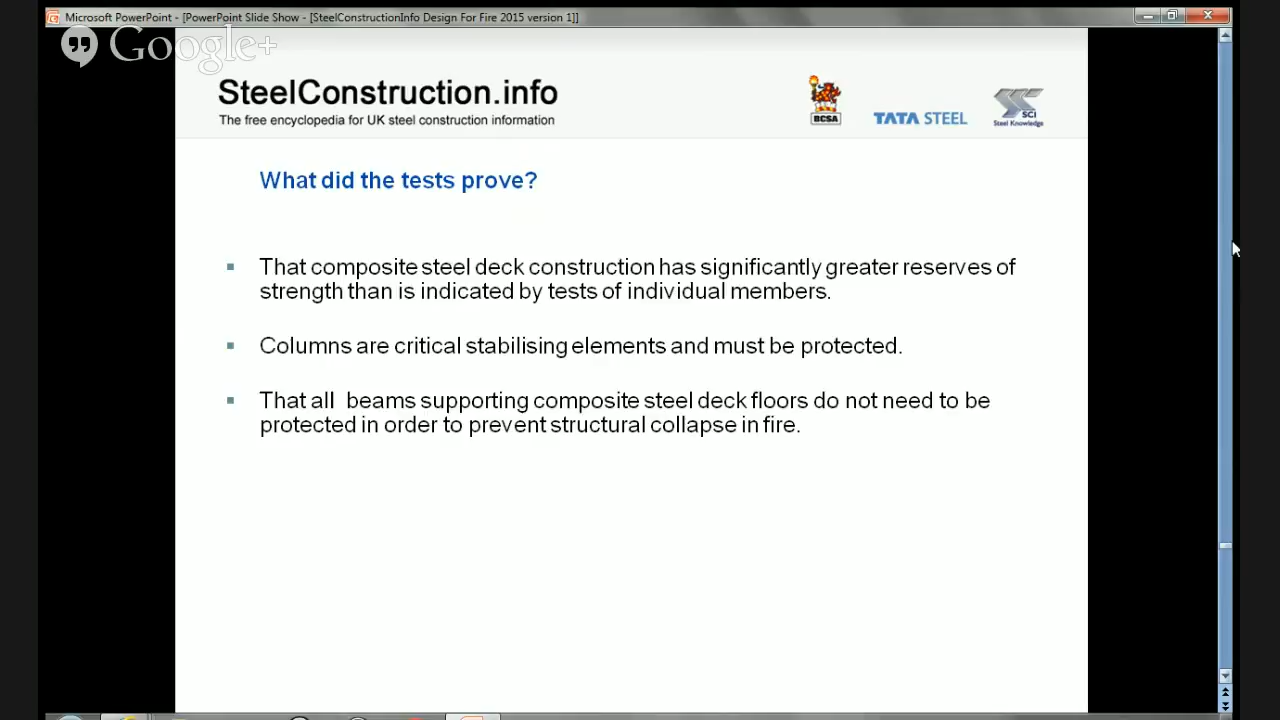 Microsoft PowerPoint - [PowerPoint Slide Show - [SteelConstructionInfo Design For Fire 2015 version 1]]
Google+
SteelConstruction.info
The free encyclopedia for UK steel construction information
BCSA
TATA STEEL
SCI
Steel Knowledge
What did the tests prove?
That composite steel deck construction has significantly greater reserves of
strength than is indicated by tests of individual members.
Columns are critical stabilising elements and must be protected.
That all beams supporting composite steel deck floors do not need to be
protected in order to prevent structural collapse in fire.